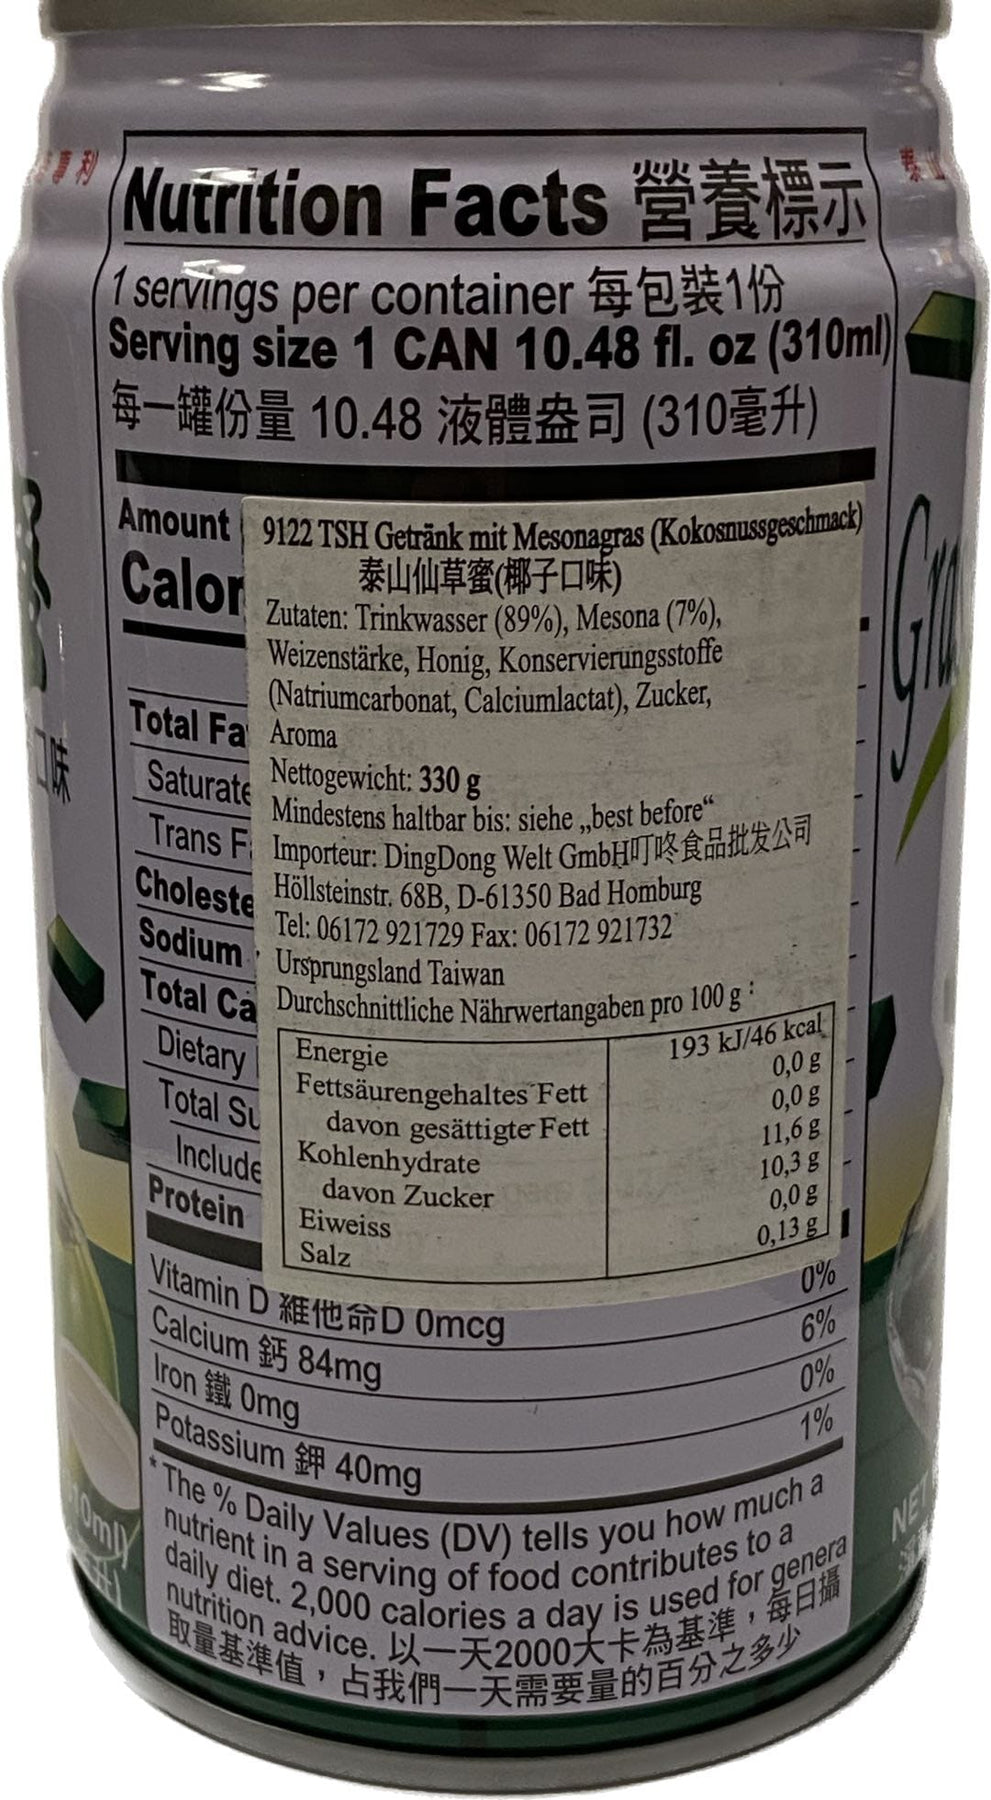 Nutrition Facts 營養標示
1 servings per container 每包裝1份
Serving size 1 CAN 10.48 fl. oz (310ml)
每一罐份量 10.48 液體盎司 (310毫升)
Amount
Calor
Total Fa
Saturate
Trans F
Choleste
Sodium
Total Ca
Dietary
Total Su
Include
Protein
9122 TSH Getränk mit Mesonagras (Kokosnussgeschmack)
泰山仙草蜜(椰子口味)
Zutaten: Trinkwasser (89%), Mesona (7%),
Weizenstärke, Honig, Konservierungsstoffe
(Natriumcarbonat, Calciumlactat), Zucker,
Aroma
Nettogewicht: 330 g
Mindestens haltbar bis: siehe „best before“
Importeur: DingDong Welt GmbH叮咚食品批发公司
Höllsteinstr. 68B, D-61350 Bad Homburg
Tel: 06172 921729 Fax: 06172 921732
Ursprungsland Taiwan
Durchschnittliche Nährwertangaben pro 100 g :
Energie 193 kJ/46 kcal
Fettsäurengehaltes Fett 0,0 g
davon gesättigte Fett 0,0 g
Kohlenhydrate 11,6 g
davon Zucker 10,3 g
Eiweiss 0,0 g
Salz 0,13 g
Vitamin D 維他命D 0mcg 0%
Calcium 鈣 84mg 6%
Iron 鐵 0mg 0%
Potassium 鉀 40mg 1%
* The % Daily Values (DV) tells you how much a
nutrient in a serving of food contributes to a
daily diet. 2,000 calories a day is used for genera
nutrition advice. 以一天2000大卡為基準，每日攝
取量基準值，占我們一天需要量的百分之多少
口味
Gra
10ml)
NET